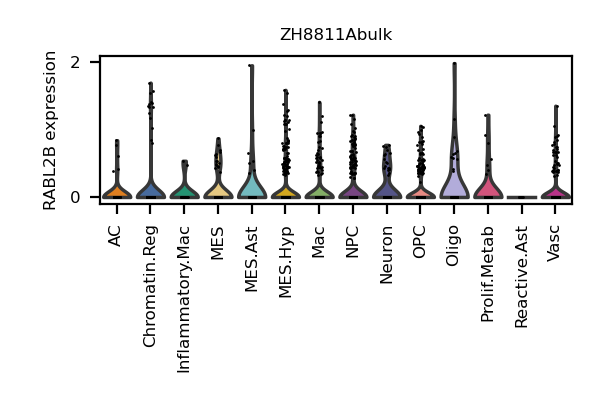 ZH8811Abulk
RABL2B expression
2
0
AC
Chromatin.Reg
Inflammatory.Mac
MES
MES.Ast
MES.Hyp
Mac
NPC
Neuron
OPC
Oligo
Prolif.Metab
Reactive.Ast
Vasc